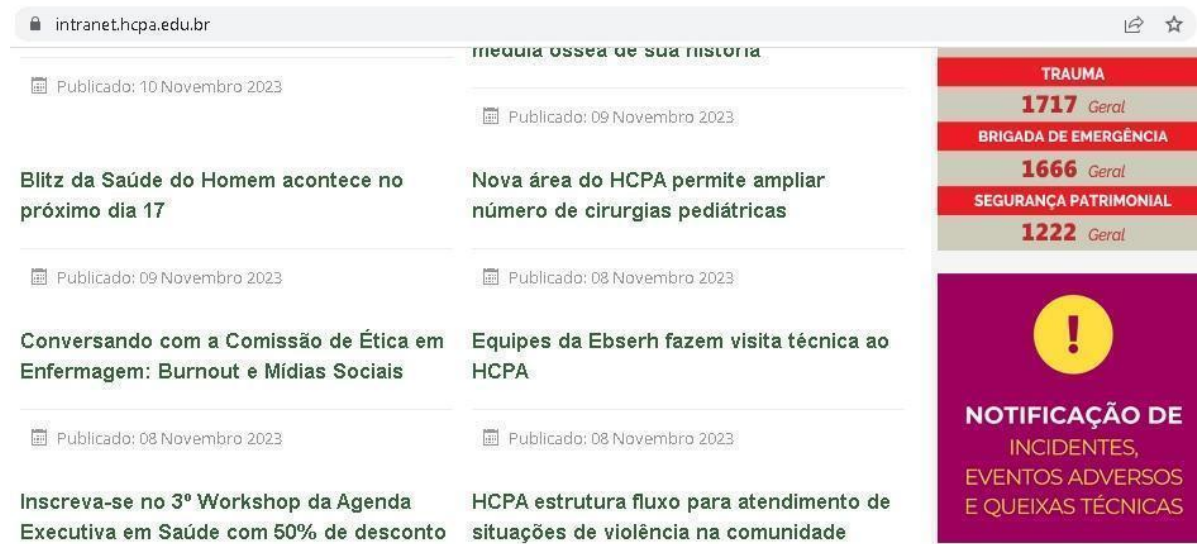 intranet.hcpa.edu.br
medula óssea de sua história
Publicado: 10 Novembro 2023
Publicado: 09 Novembro 2023
Blitz da Saúde do Homem acontece no
próximo dia 17
Nova área do HCPA permite ampliar
número de cirurgias pediátricas
Publicado: 09 Novembro 2023
Publicado: 08 Novembro 2023
Conversando com a Comissão de Ética em
Enfermagem: Burnout e Mídias Sociais
Equipes da Ebserh fazem visita técnica ao
HCPA
Publicado: 08 Novembro 2023
Publicado: 08 Novembro 2023
Inscreva-se no 3º Workshop da Agenda
Executiva em Saúde com 50% de desconto
HCPA estrutura fluxo para atendimento de
situações de violência na comunidade
TRAUMA
1717 Geral
BRIGADA DE EMERGÊNCIA
1666 Geral
SEGURANÇA PATRIMONIAL
1222 Geral
!
NOTIFICAÇÃO DE
INCIDENTES,
EVENTOS ADVERSOS
E QUEIXAS TÉCNICAS